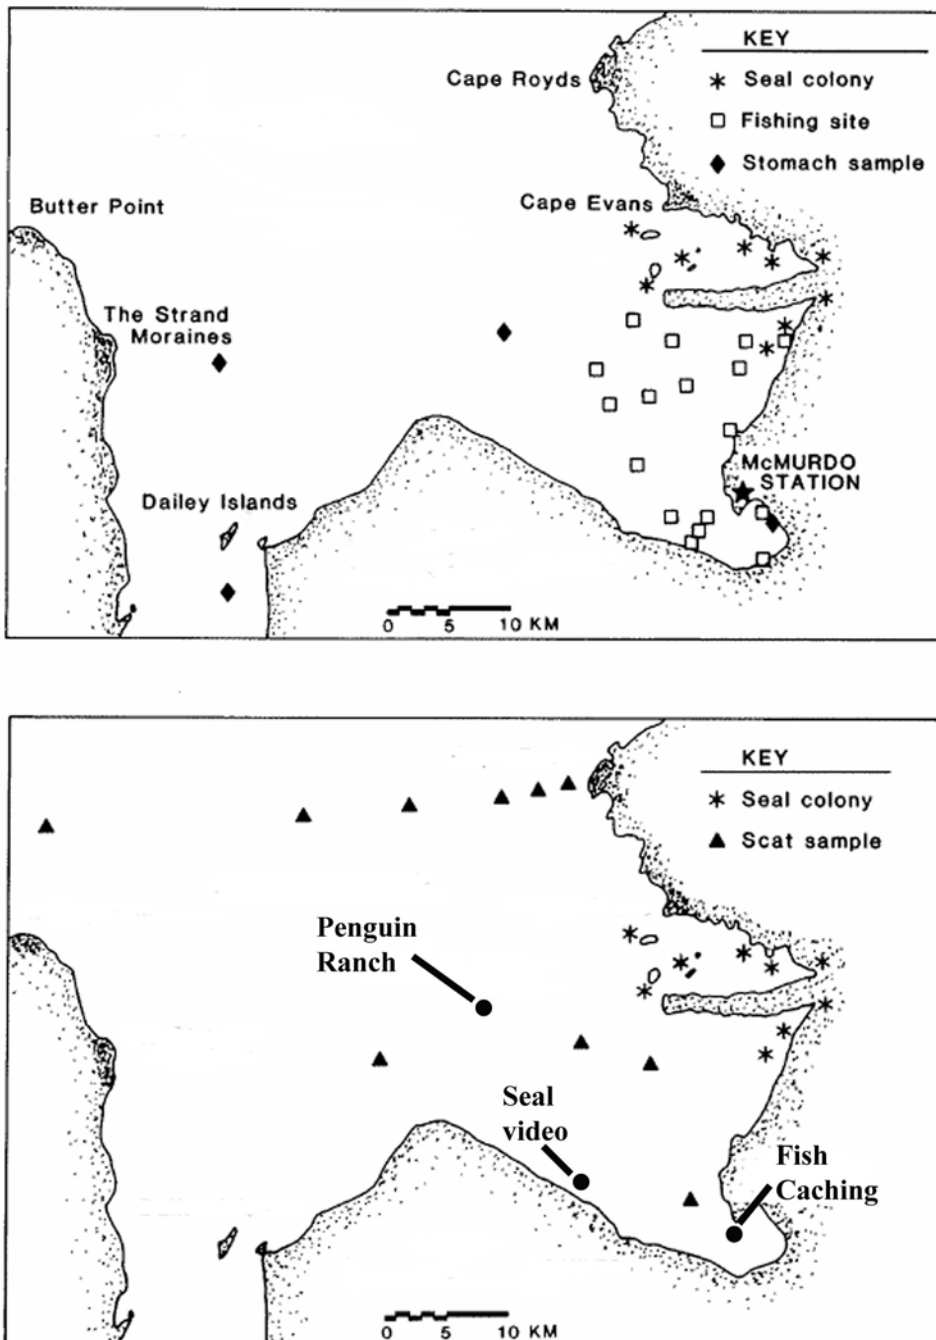 KEY
Seal colony
Fishing site
Stomach sample
Cape Royds
Cape Evans
Butter Point
The Strand
Moraines
McMURDO
STATION
Dailey Islands
0 5 10 KM
KEY
Seal colony
Scat sample
Penguin
Ranch
Seal
video
Fish
Caching
0 5 10 KM